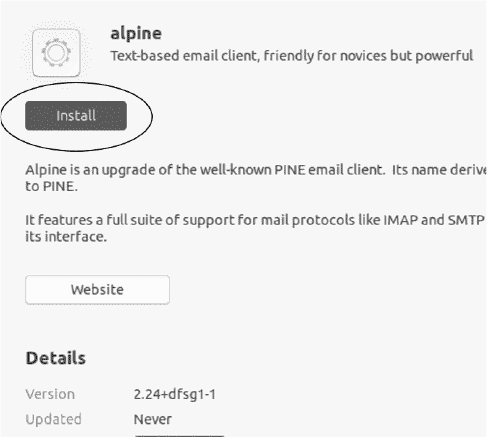 alpine
Text-based email client, friendly for novices but powerful
Install
Alpine is an upgrade of the well-known PINE email client. Its name derive
to PINE.
It features a full suite of support for mail protocols like IMAP and SMTP
its interface.
Website
Details
Version 2.24+dfsg1-1
Updated Never